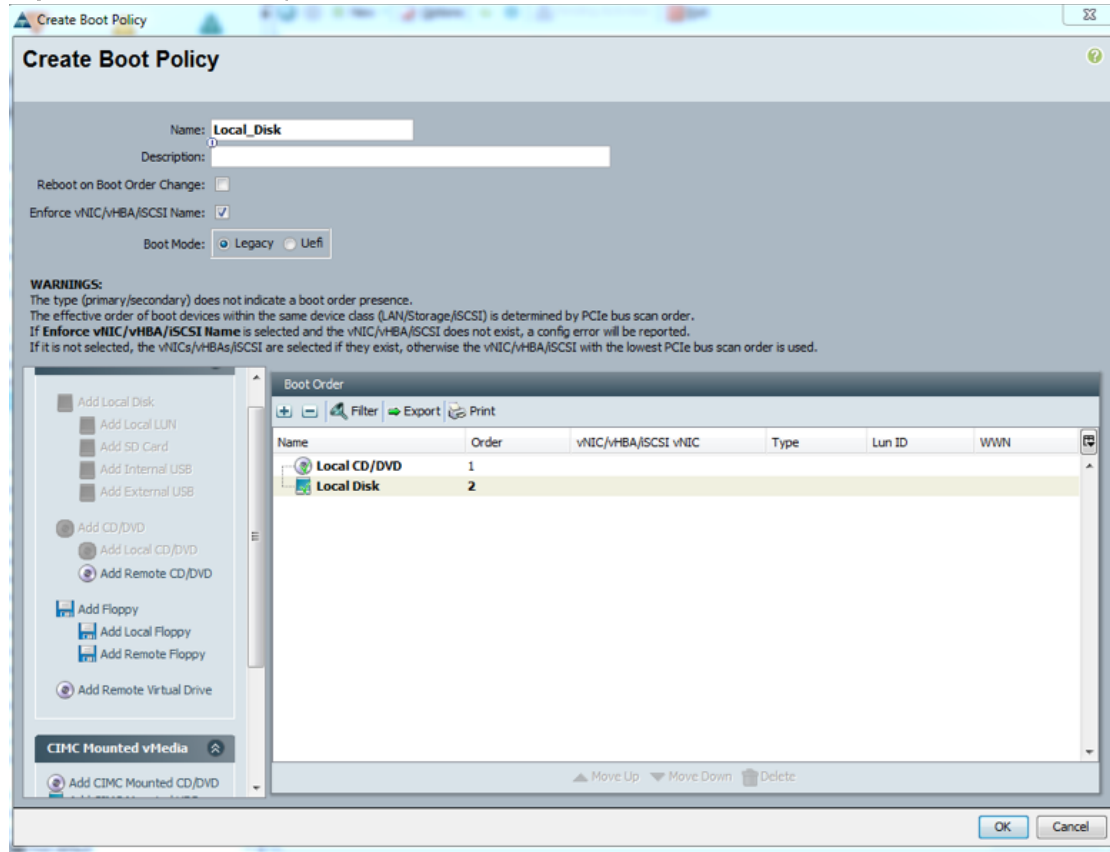 Create Boot Policy
Create Boot Policy
Name: Local_Disk
Description:
Reboot on Boot Order Change:
Enforce vNIC/vHBA/iSCSI Name:
Boot Mode: Legacy Uefi
WARNINGS:
The type (primary/secondary) does not indicate a boot order presence.
The effective order of boot devices within the same device class (LAN/Storage/iSCSI) is determined by PCIe bus scan order.
If Enforce vNIC/vHBA/iSCSI Name is selected and the vNIC/vHBA/iSCSI does not exist, a config error will be reported.
If it is not selected, the vNICs/vHBAs/iSCSI are selected if they exist, otherwise the vNIC/vHBA/iSCSI with the lowest PCIe bus scan order is used.
Add Local Disk
Add Local LUN
Add SD Card
Add Internal USB
Add External USB
Add CD/DVD
Add Local CD/DVD
Add Remote CD/DVD
Add Floppy
Add Local Floppy
Add Remote Floppy
Add Remote Virtual Drive
CIMC Mounted vMedia
Add CIMC Mounted CD/DVD
Boot Order
Filter Export Print
Name Order vNIC/vHBA/iSCSI vNIC Type Lun ID WWN
Local CD/DVD 1
Local Disk 2
Move Up Move Down Delete
OK Cancel